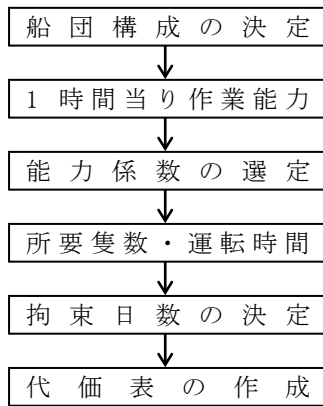 船団構成の決定
1時間当り作業能力
能力係数の選定
所要隻数・運転時間
拘束日数の決定
代価表の作成